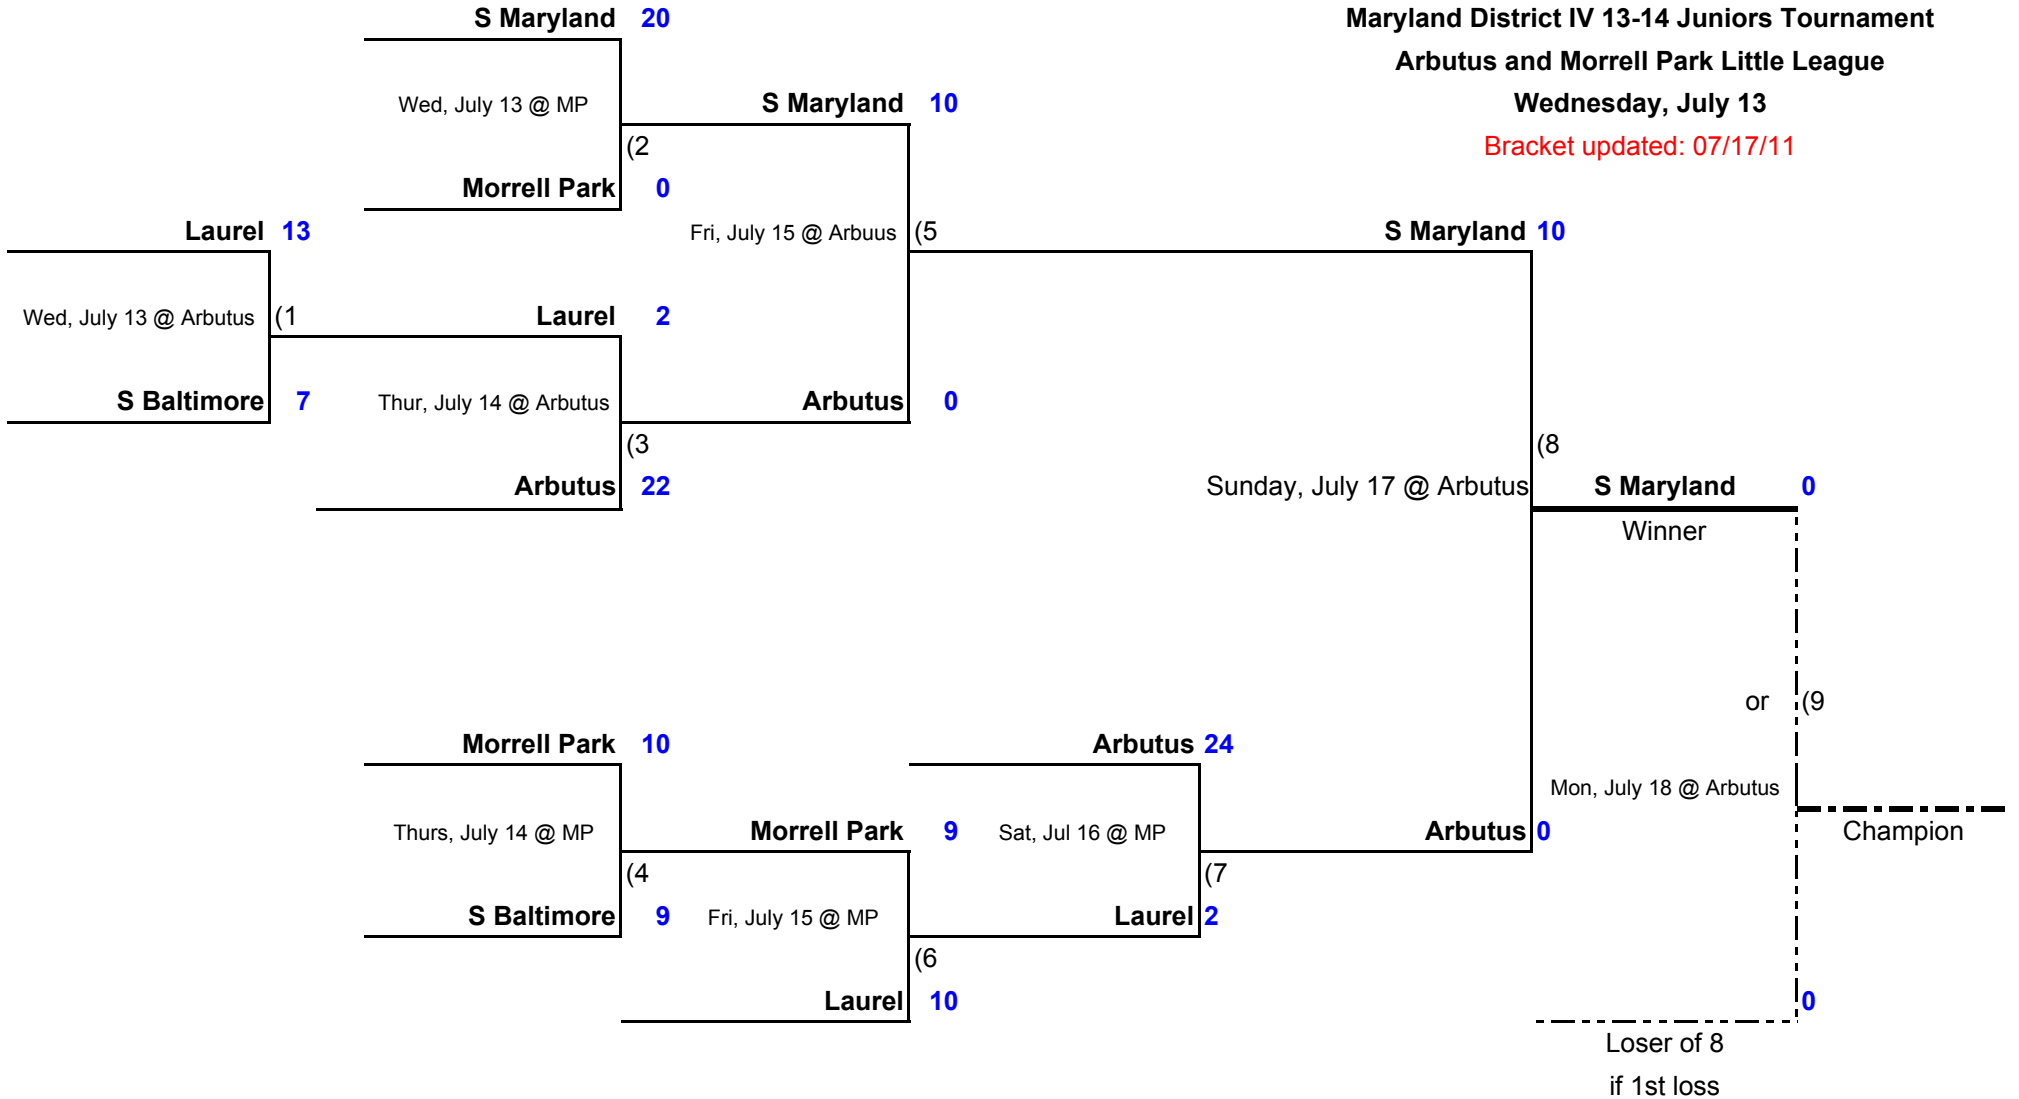 S Maryland 20 Maryland District IV 13-14 Juniors Tournament
Arbutus and Morrell Park Little League
Wed, July 13 @ MP S Maryland 10 Wednesday, July 13
(2 Bracket updated: 07/17/11
Morrell Park 0
Laurel 13 Fri, July 15 @ Arbuus (5 S Maryland 10
Wed, July 13 @ Arbutus (1 Laurel 2
S Baltimore 7 Thur, July 14 @ Arbutus Arbutus 0
(3 (8
Arbutus 22 Sunday, July 17 @ Arbutus S Maryland 0
Winner
or (9
Morrell Park 10 Arbutus 24
Mon, July 18 @ Arbutus
Thurs, July 14 @ MP Morrell Park 9 Sat, Jul 16 @ MP Arbutus 0 Champion
(4 (7
S Baltimore 9 Fri, July 15 @ MP Laurel 2
(6
Laurel 10 0
Loser of 8
if 1st loss